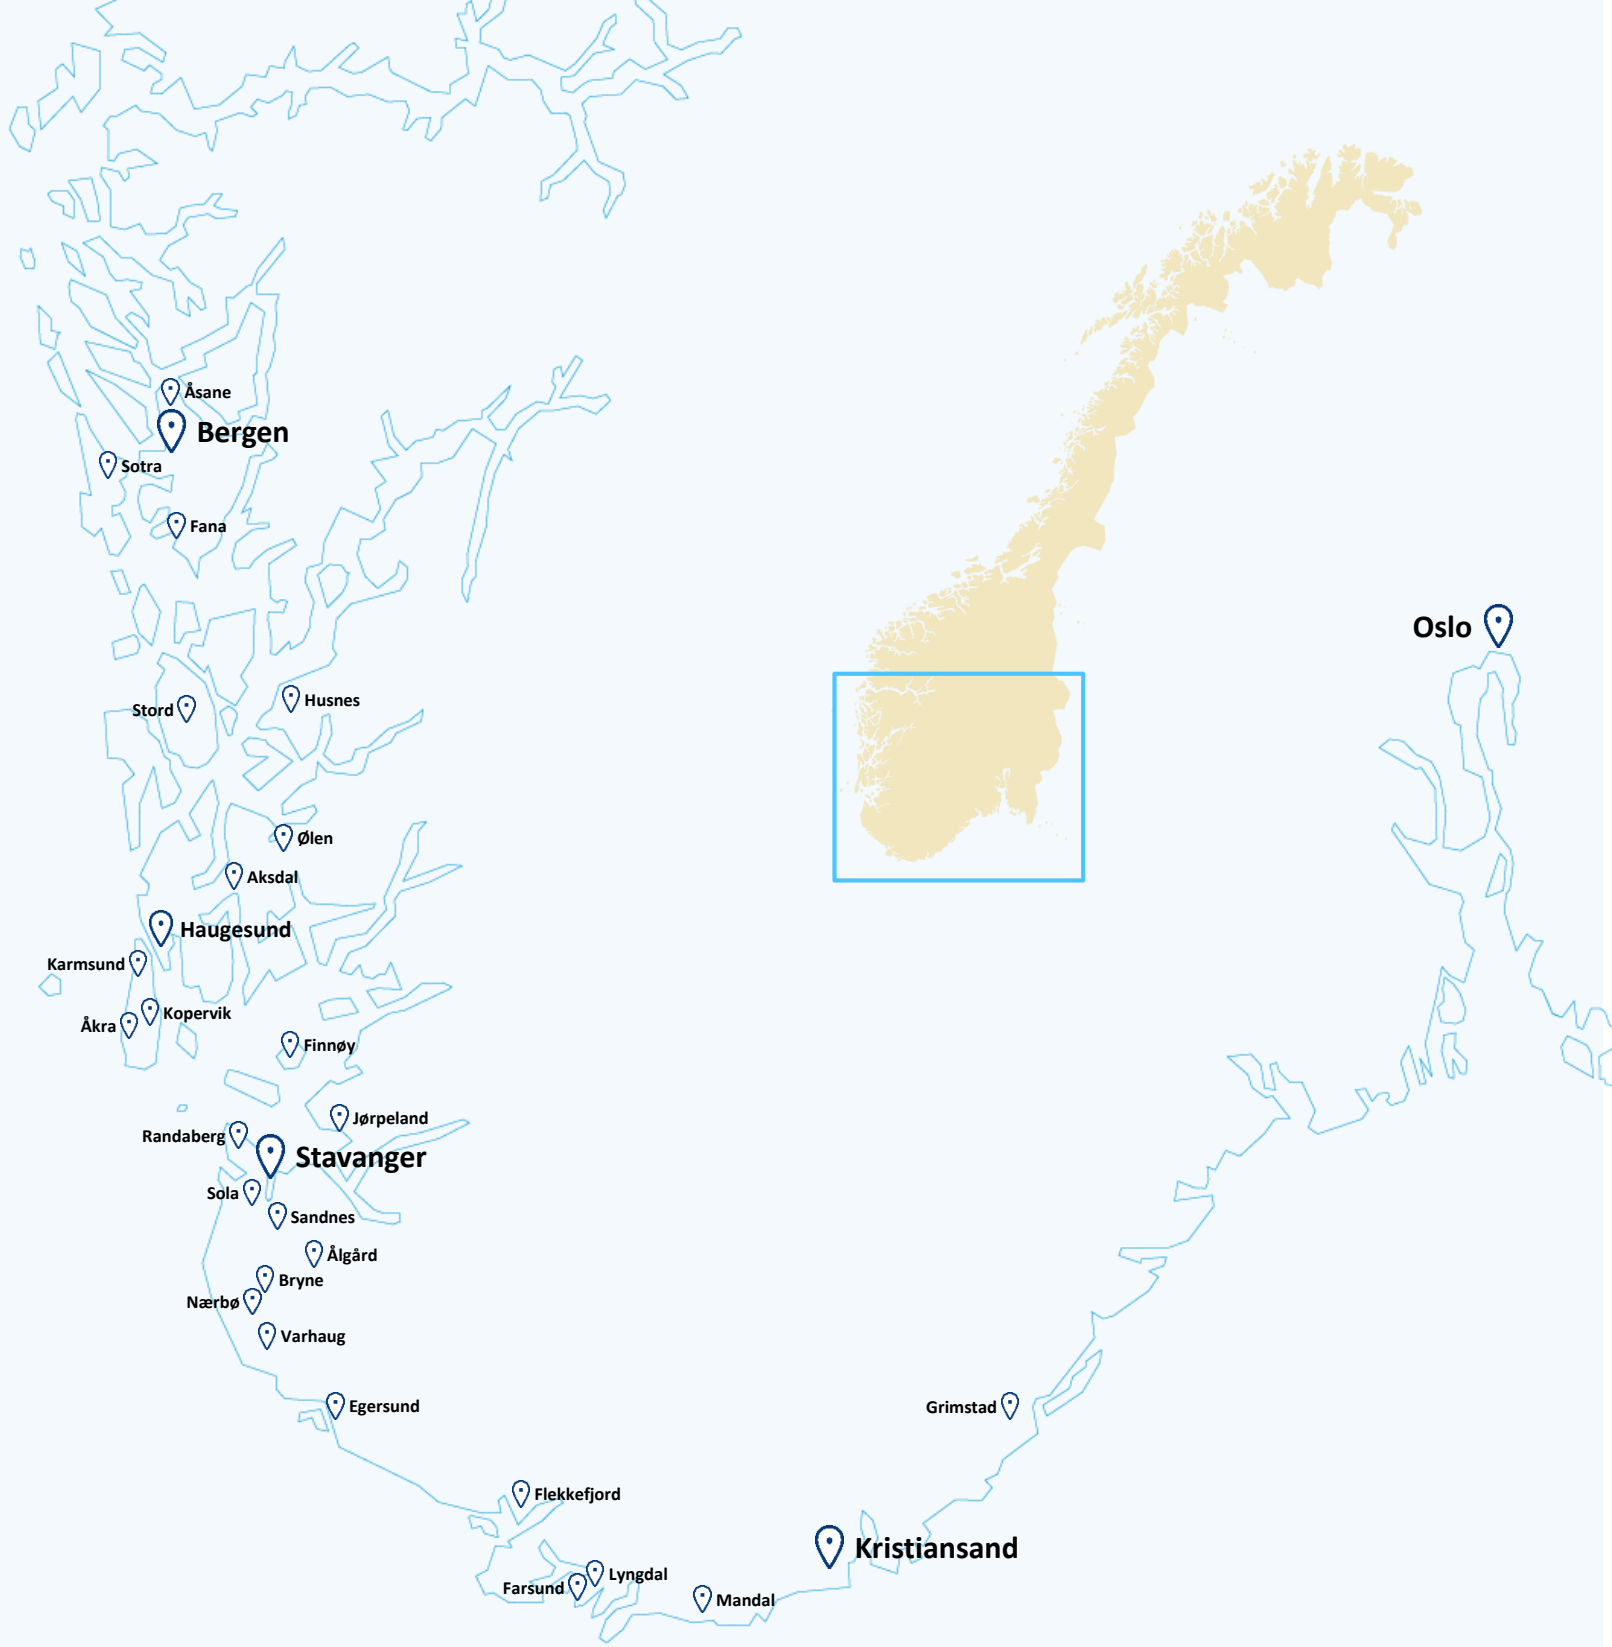 Åsane
Bergen
Sotra
Fana
Oslo
Husnes
Stord
Ølen
Aksdal
Haugesund
Karmsund
Kopervik
Åkra
Finnøy
Jørpeland
Randaberg
Stavanger
Sola
Sandnes
Ålgård
Bryne
Nærbø
Varhaug
Egersund
Grimstad
Flekkefjord
Kristiansand
Lyngdal
Farsund
Mandal